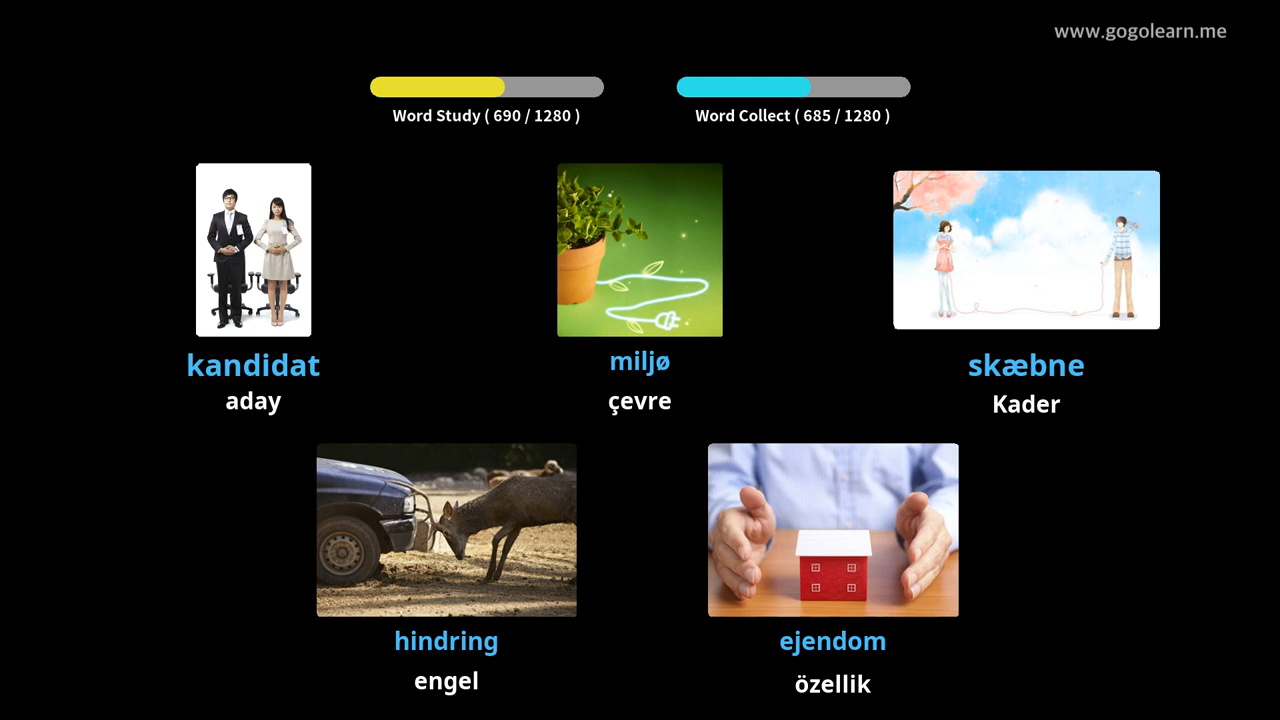 www.gogolearn.me
Word Study ( 690 / 1280 )
Word Collect ( 685 / 1280 )
kandidat
aday
miljø
çevre
skæbne
Kader
hindring
engel
ejendom
özellik